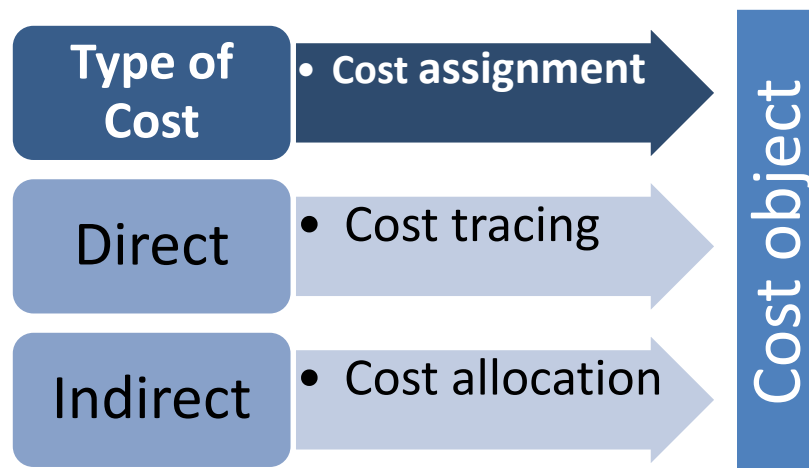 Type of
Cost
• Cost assignment
Direct
• Cost tracing
Indirect
• Cost allocation
Cost object